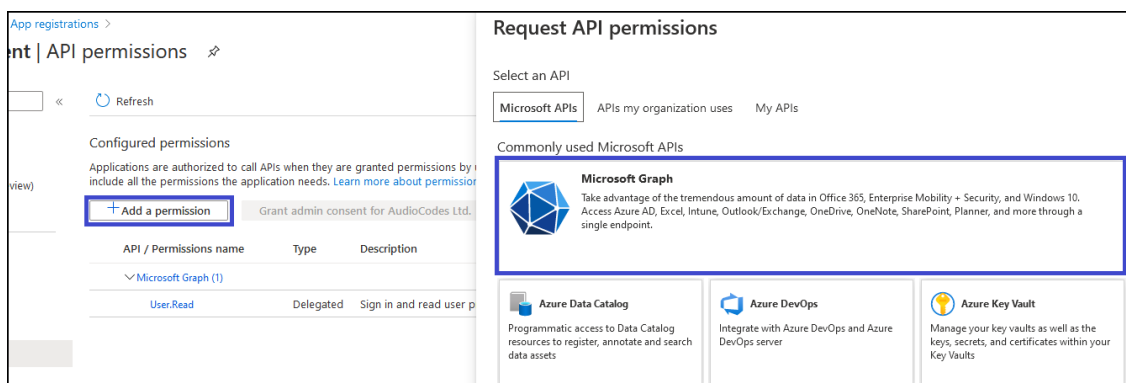 App registrations >
ent | API permissions
«
Refresh
Configured permissions
Applications are authorized to call APIs when they are granted permissions by
include all the permissions the application needs. Learn more about permission
view)
+ Add a permission
Grant admin consent for AudioCodes Ltd.
API / Permissions name Type Description
Microsoft Graph (1)
User.Read Delegated Sign in and read user p
Request API permissions
Select an API
Microsoft APIs APIs my organization uses My APIs
Commonly used Microsoft APIs
Microsoft Graph
Take advantage of the tremendous amount of data in Office 365, Enterprise Mobility + Security, and Windows 10.
Access Azure AD, Excel, Intune, Outlook/Exchange, OneDrive, OneNote, SharePoint, Planner, and more through a
single endpoint.
Azure Data Catalog
Programmatic access to Data Catalog
resources to register, annotate and search
data assets
Azure DevOps
Integrate with Azure DevOps and Azure
DevOps server
Azure Key Vault
Manage your key vaults as well as the
keys, secrets, and certificates within your
Key Vaults